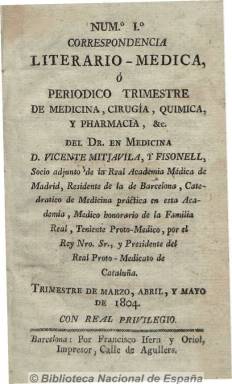 NUM.º I.º
CORRESPONDENCIA
LITERARIO-MEDICA,
Ó
PERIODICO TRIMESTRE
DE MEDICINA, CIRUGÍA, QUIMICA,
Y PHARMACIA, &c.
DEL DR. EN MEDICINA
D. VICENTE MITJAVILA, Y FISONELL,
Socio adjunto de la Real Academia Médica de
Madrid, Residente de la de Barcelona, Cate-
dratico de Medicina práctica en esta Aca-
demia, Medico honorario de la Familia
Real, Teniente Proto-Medico, por el
Rey Nro. Sr., y Presidente del
Real Proto-Medicato de
Cataluña.
TRIMESTRE DE MARZO, ABRIL, Y MAYO
DE 1804.
CON REAL PRIVILEGIO.
Barcelona: Por Francisco Ifern y Oriol,
Impresor, Calle de Agullers.
© Biblioteca Nacional de España